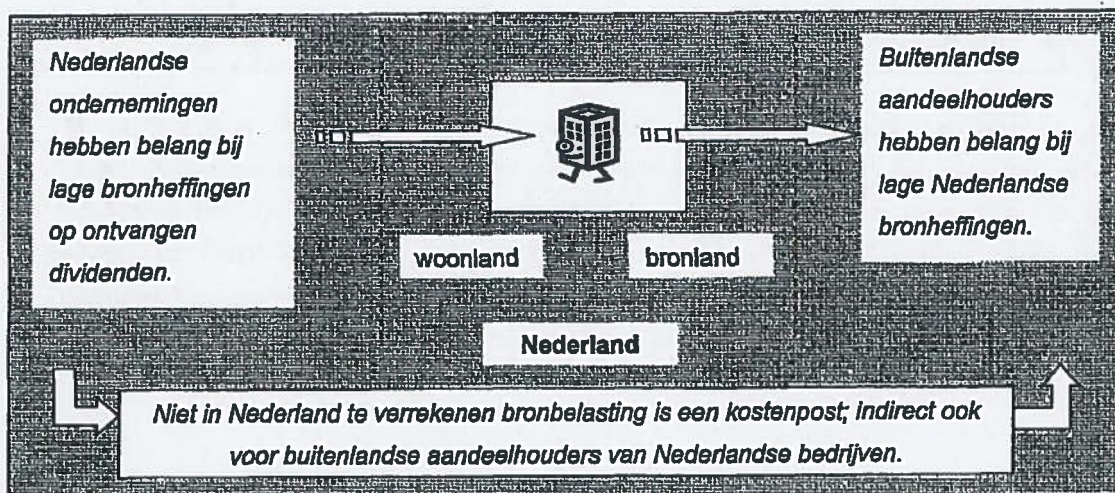 Nederlandse
ondernemingen
hebben belang bij
lage bronheffingen
op ontvangen
dividenden.
Buitenlandse
aandeelhouders
hebben belang bij
lage Nederlandse
bronheffingen.
woonland
bronland
Nederland
Niet in Nederland te verrekenen bronbelasting is een kostenpost; indirect ook
voor buitenlandse aandeelhouders van Nederlandse bedrijven.